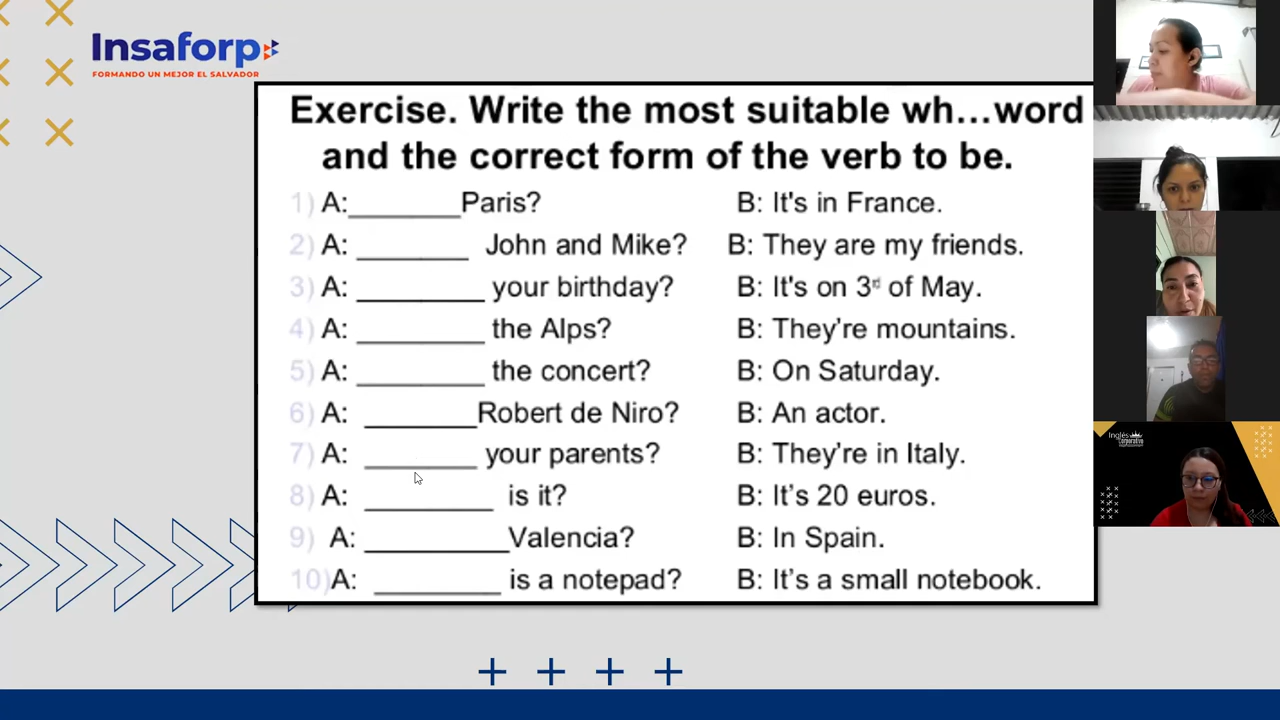 Insaforp
FORMANDO UN MEJOR EL SALVADOR
Exercise. Write the most suitable wh...word
and the correct form of the verb to be.
1) A:________Paris? B: It's in France.
2) A: ________ John and Mike? B: They are my friends.
3) A: _________ your birthday? B: It's on 3rd of May.
4) A: _________ the Alps? B: They're mountains.
5) A: _________ the concert? B: On Saturday.
6) A: ________Robert de Niro? B: An actor.
7) A: ________ your parents? B: They're in Italy.
8) A: _________ is it? B: It's 20 euros.
9) A: __________Valencia? B: In Spain.
10)A: _________ is a notepad? B: It's a small notebook.
Inglés
Corporativo